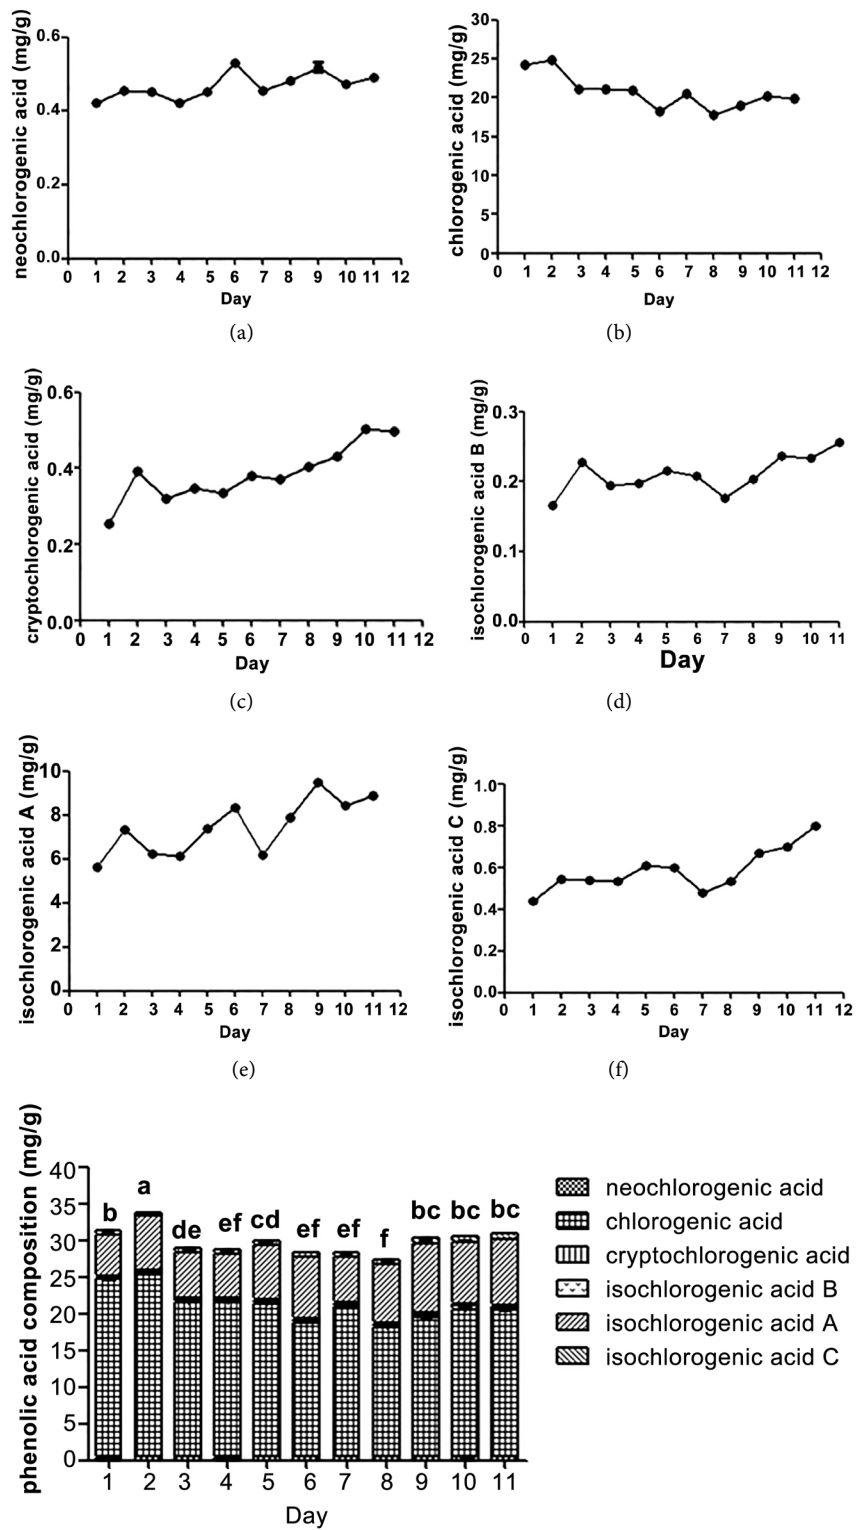 neochlorogenic acid (mg/g)
0.6
0.4
0.2
0.0
0 1 2 3 4 5 6 7 8 9 10 11 12
Day
(a)
chlorogenic acid (mg/g)
30
25
20
15
10
5
0
0 1 2 3 4 5 6 7 8 9 10 11 12
Day
(b)
cryptochlorogenic acid (mg/g)
0.6
0.4
0.2
0.0
0 1 2 3 4 5 6 7 8 9 10 11 12
Day
(c)
isochlorogenic acid B (mg/g)
0.3
0.2
0.1
0.0
0 1 2 3 4 5 6 7 8 9 10 11
Day
(d)
isochlorogenic acid A (mg/g)
10
8
6
4
2
0
0 1 2 3 4 5 6 7 8 9 10 11 12
Day
(e)
isochlorogenic acid C (mg/g)
1.0
0.8
0.6
0.4
0.2
0.0
0 1 2 3 4 5 6 7 8 9 10 11 12
Day
(f)
phenolic acid composition (mg/g)
40
35
30
25
20
15
10
5
0
b a de ef cd ef ef f bc bc bc
1 2 3 4 5 6 7 8 9 10 11
Day
neochlorogenic acid
chlorogenic acid
cryptochlorogenic acid
isochlorogenic acid B
isochlorogenic acid A
isochlorogenic acid C